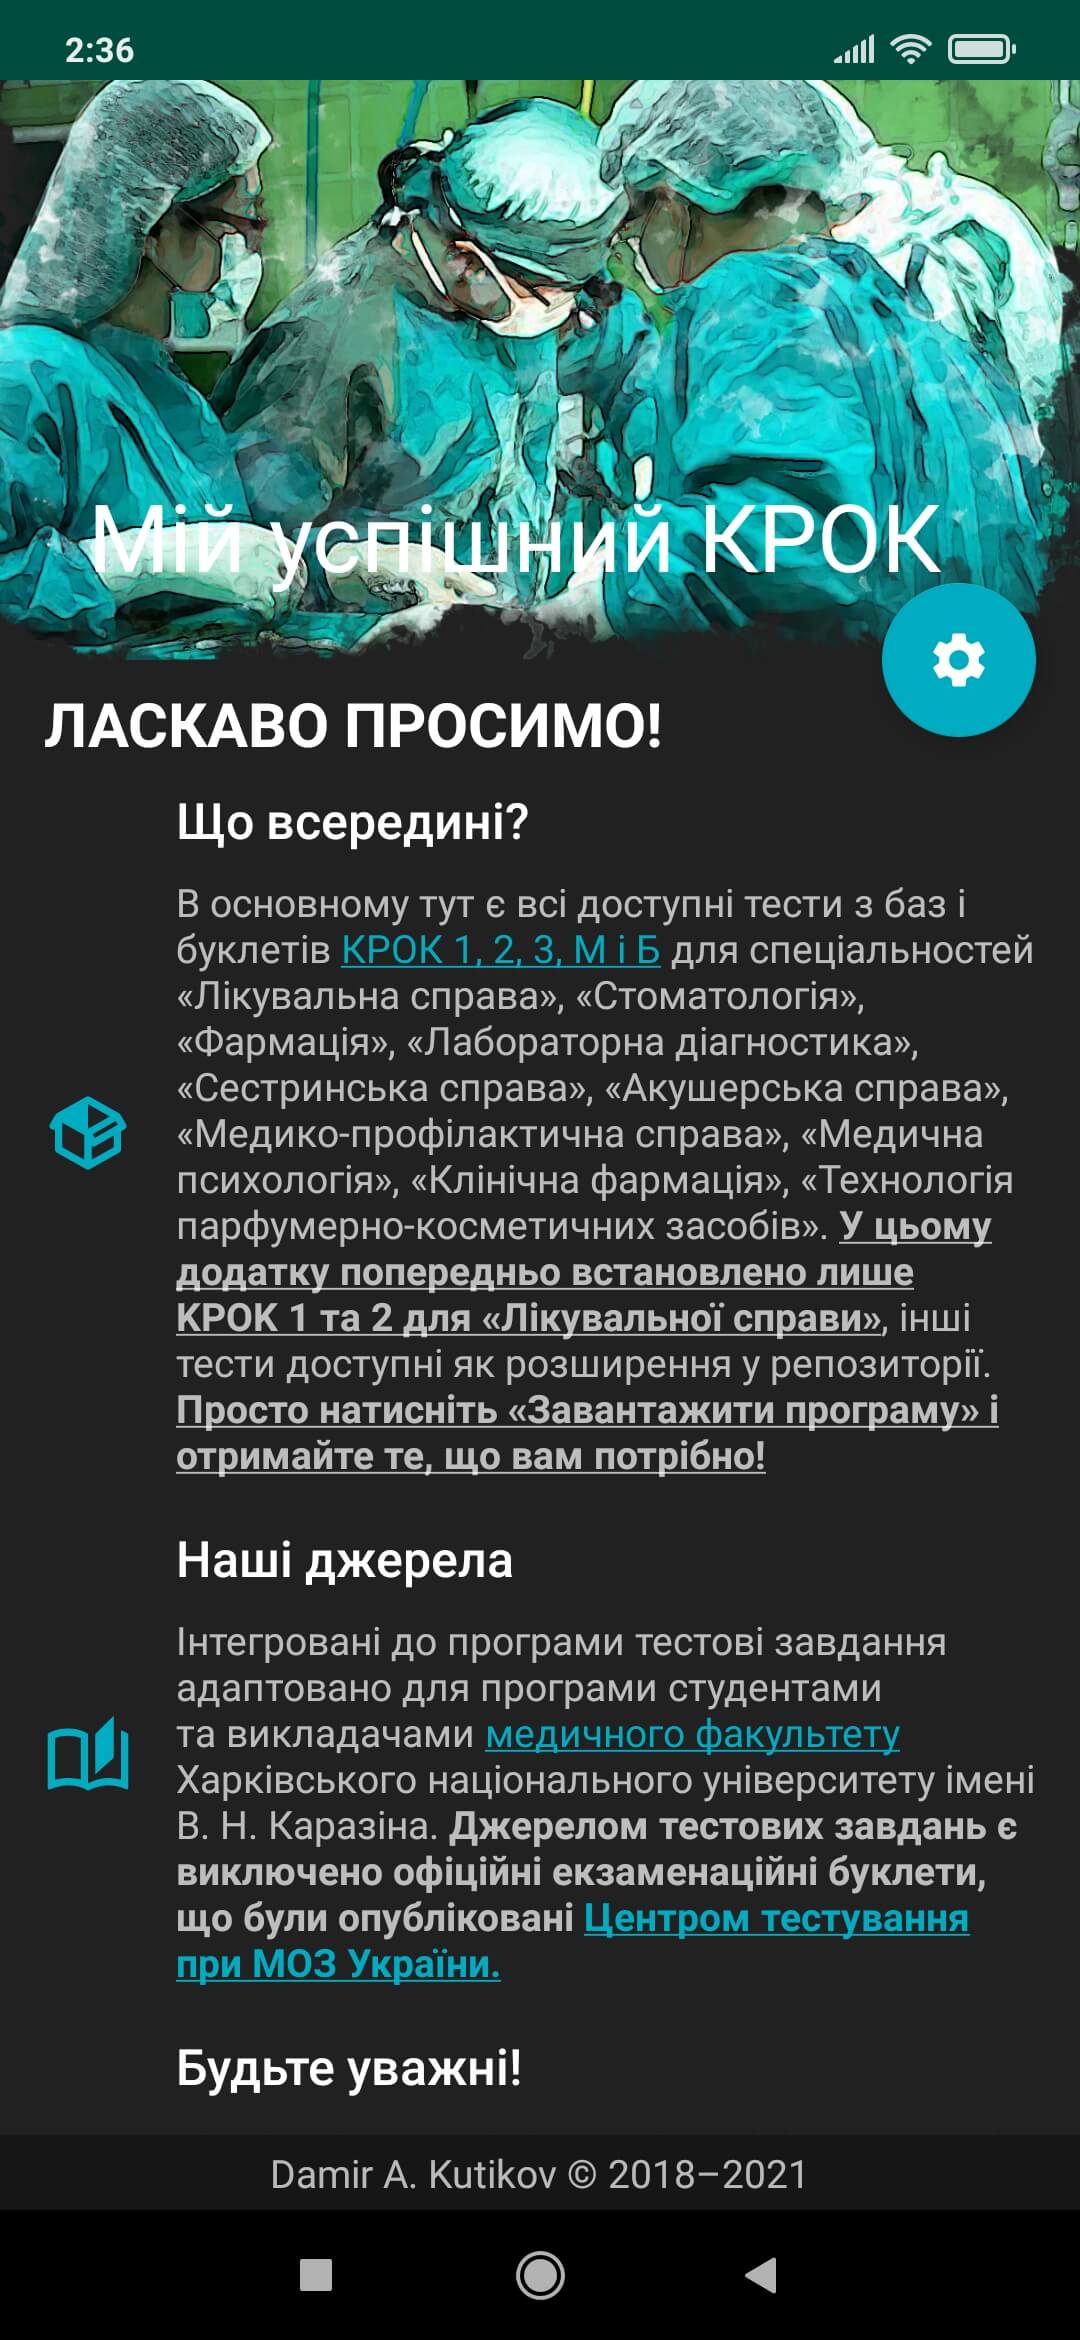 2:36
Мій успішний КРОК
ЛАСКАВО ПРОСИМО!
Що всередині?
В основному тут є всі доступні тести з баз і
буклетів КРОК 1, 2, 3, М і Б для спеціальностей
«Лікувальна справа», «Стоматологія»,
«Фармація», «Лабораторна діагностика»,
«Сестринська справа», «Акушерська справа»,
«Медико-профілактична справа», «Медична
психологія», «Клінічна фармація», «Технологія
парфумерно-косметичних засобів». У цьому
додатку попередньо встановлено лише
КРОК 1 та 2 для «Лікувальної справи», інші
тести доступні як розширення у репозиторії.
Просто натисніть «Завантажити програму» і
отримайте те, що вам потрібно!
Наші джерела
Інтегровані до програми тестові завдання
адаптовано для програми студентами
та викладачами медичного факультету
Харківського національного університету імені
В. Н. Каразіна. Джерелом тестових завдань є
виключено офіційні екзаменаційні буклети,
що були опубліковані Центром тестування
при МОЗ України.
Будьте уважні!
Damir A. Kutikov © 2018–2021